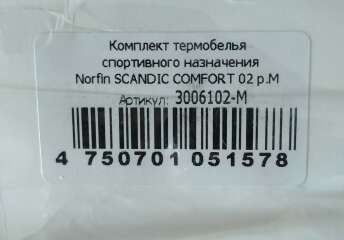 Комплект термобелья
спортивного назначения
Norfin SCANDIC COMFORT 02 р.М
Артикул: 3006102-М
4 750701 051578